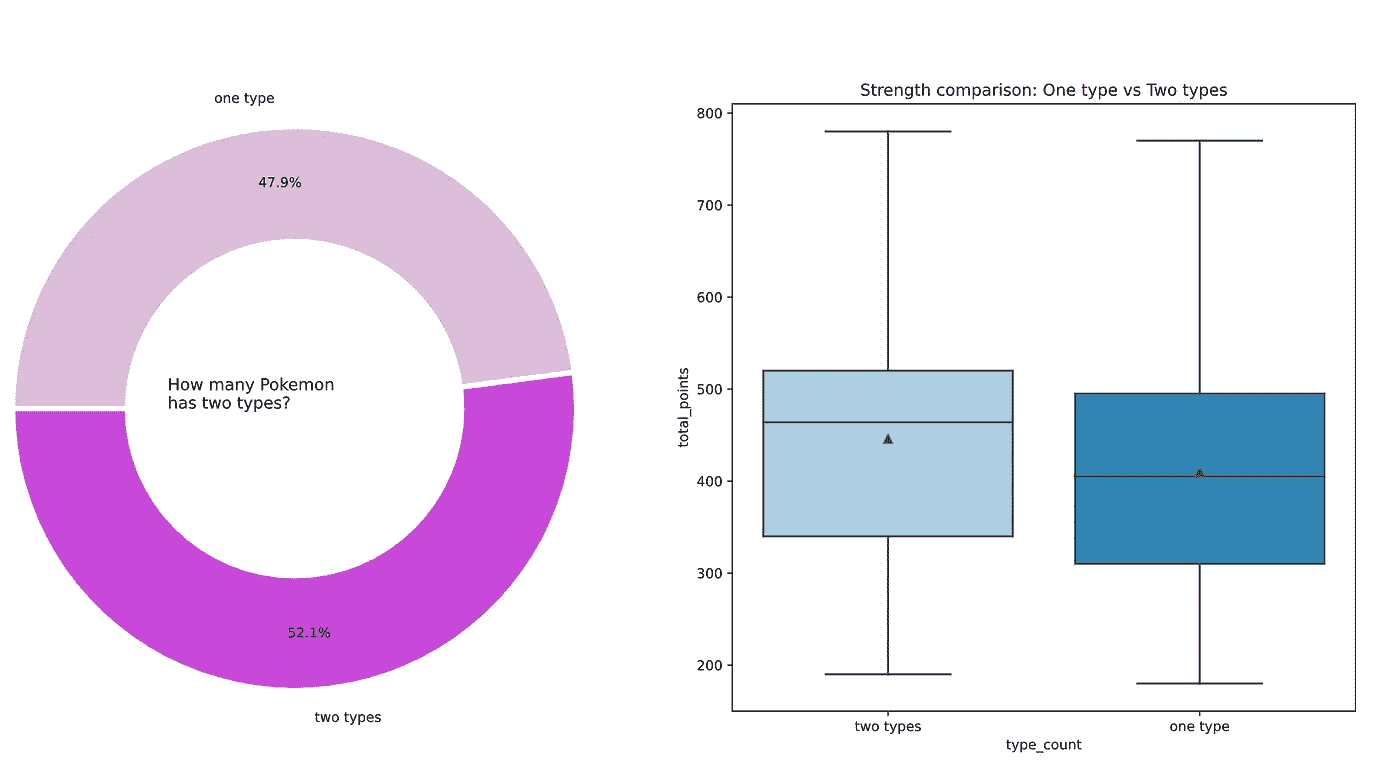 one type
47.9%
How many Pokemon
has two types?
52.1%
two types
Strength comparison: One type vs Two types
800
700
600
500
400
300
200
total_points
two types
one type
type_count